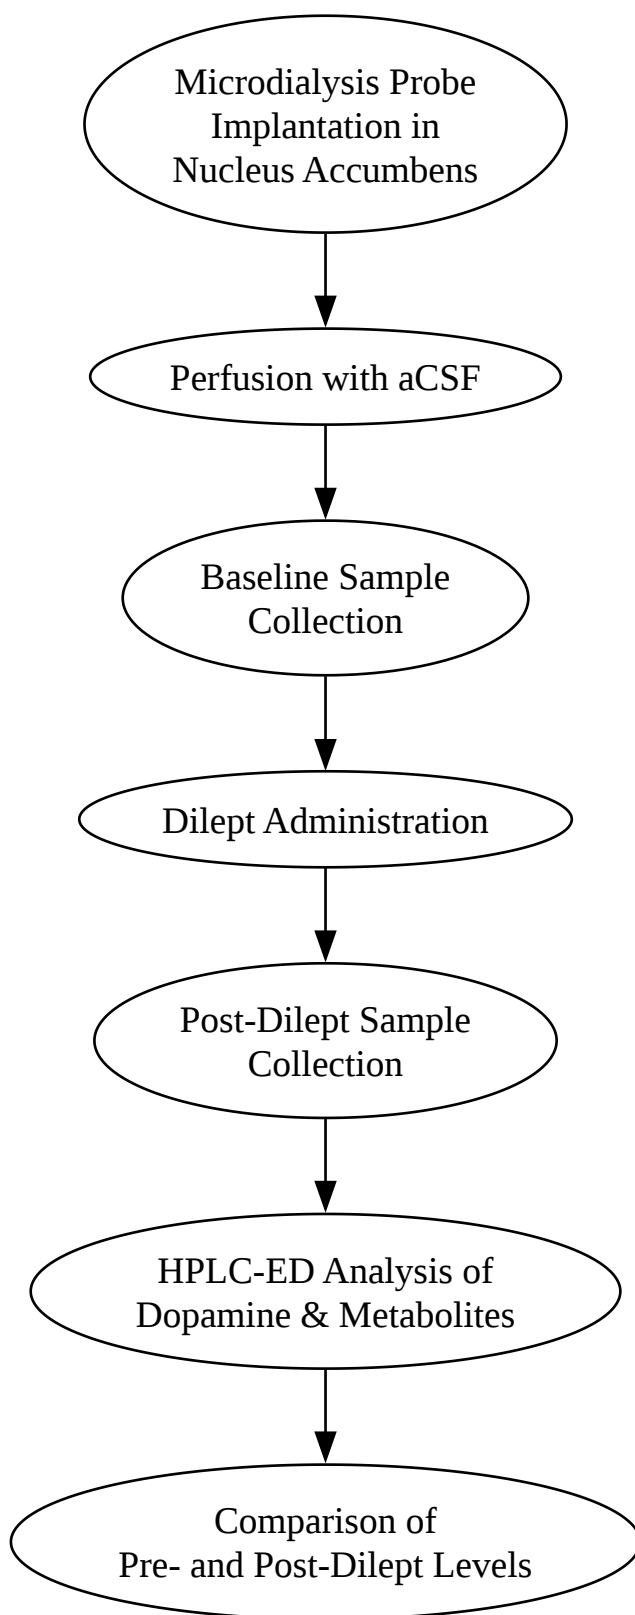 Microdialysis Probe
Implantation in
Nucleus Accumbens
Perfusion with aCSF
Baseline Sample
Collection
Dilept Administration
Post-Dilept Sample
Collection
HPLC-ED Analysis of
Dopamine & Metabolites
Comparison of
Pre- and Post-Dilept Levels